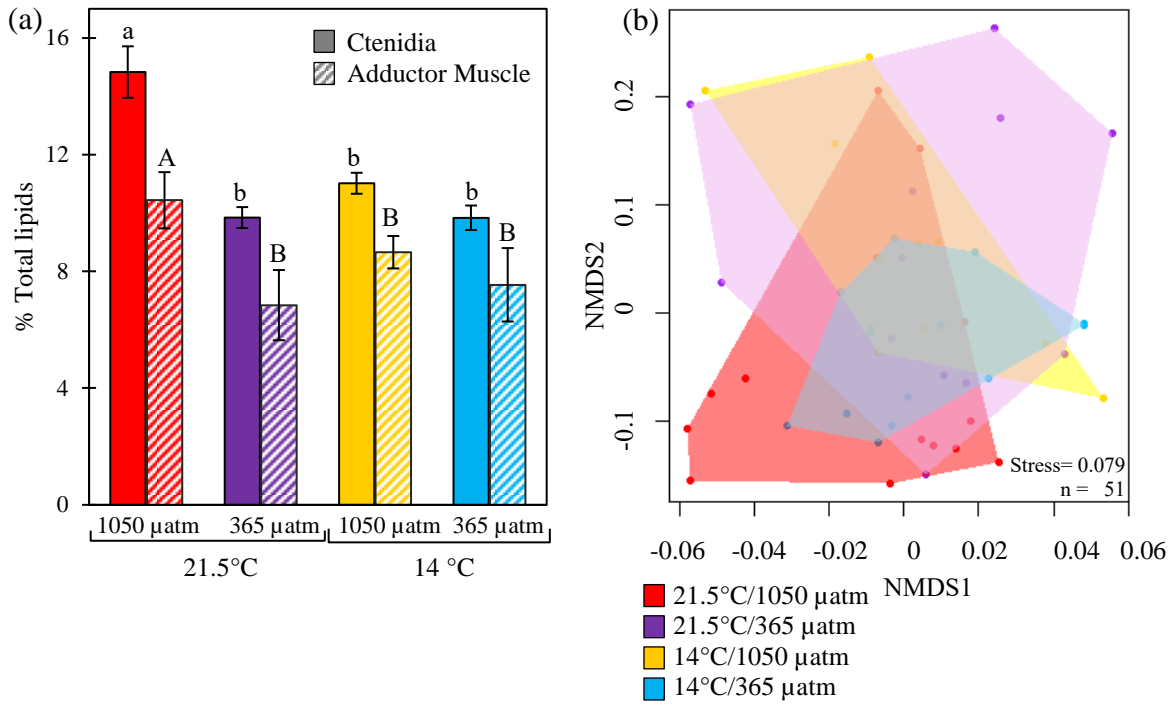 (a)
16
12
8
4
0
% Total lipids
a
A
b
B
b
B
b
B
Ctenidia
Adductor Muscle
1050 µatm 365 µatm 1050 µatm 365 µatm
21.5°C 14 °C
(b)
0.2
0.1
0
-0.1
NMDS2
Stress= 0.079
n = 51
-0.06 -0.04 -0.02 0 0.02 0.04 0.06
NMDS1
21.5°C/1050 µatm
21.5°C/365 µatm
14°C/1050 µatm
14°C/365 µatm